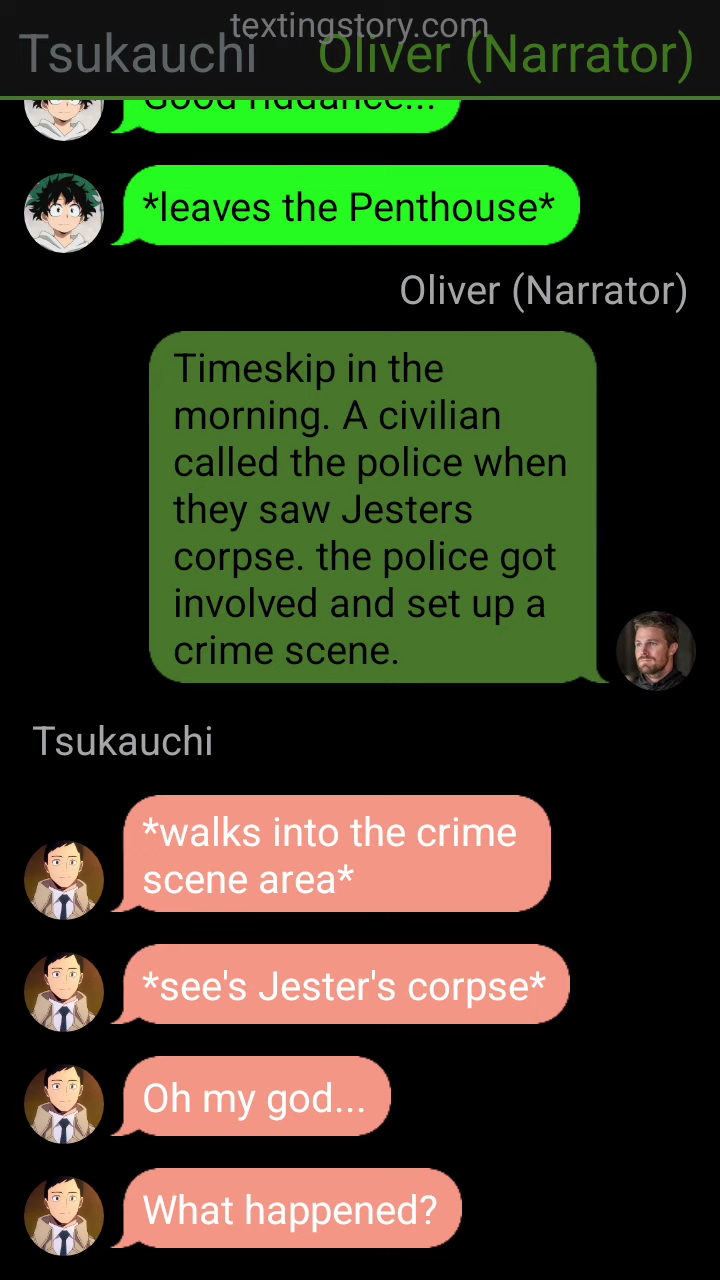 textingstory.com
Tsukauchi
Oliver (Narrator)
Good riddance...
*leaves the Penthouse*
Oliver (Narrator)
Timeskip in the
morning. A civilian
called the police when
they saw Jesters
corpse. the police got
involved and set up a
crime scene.
Tsukauchi
*walks into the crime
scene area*
*see's Jester's corpse*
Oh my god...
What happened?